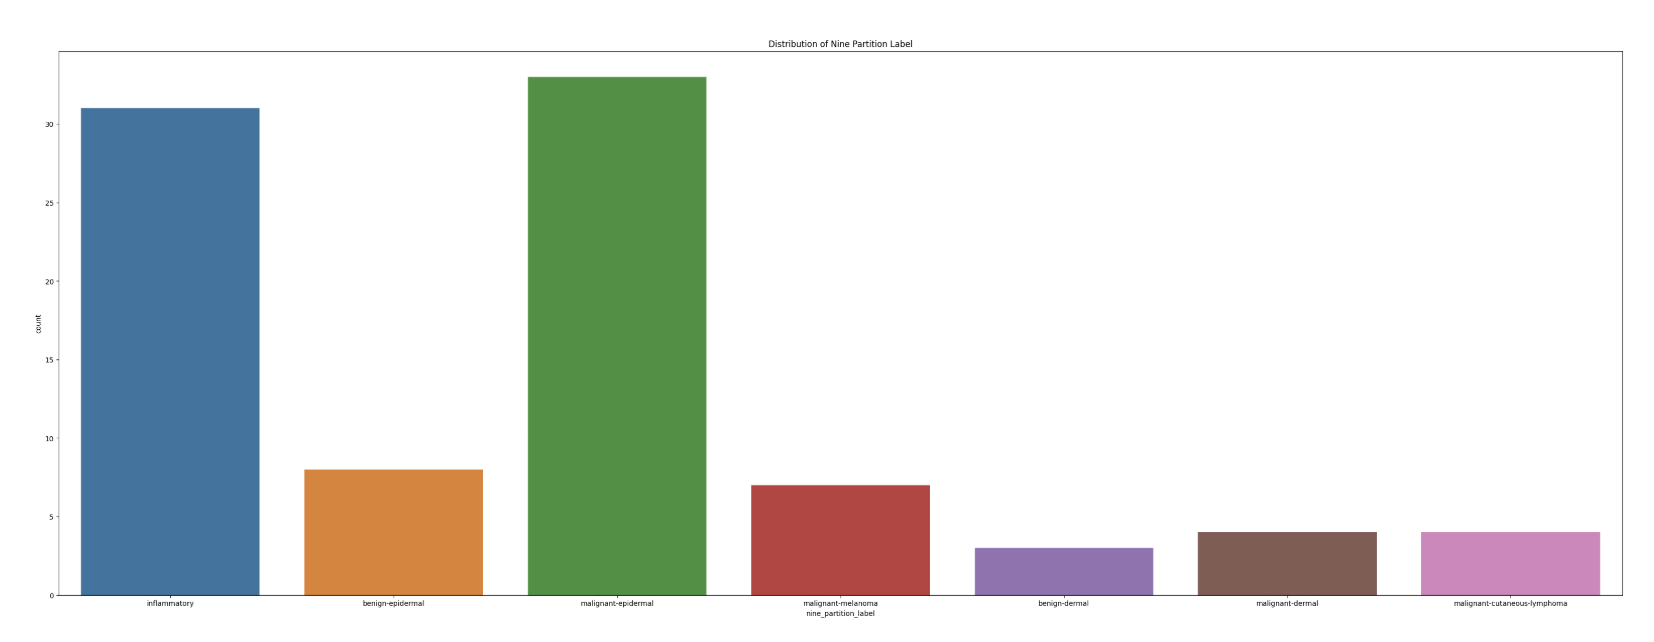 Distribution of Nine Partition Label
30
25
20
15
10
5
0
count
inflammatory benign-epidermal malignant-epidermal malignant-melanoma benign-dermal malignant-dermal malignant-cutaneous-lymphoma
nine_partition_label